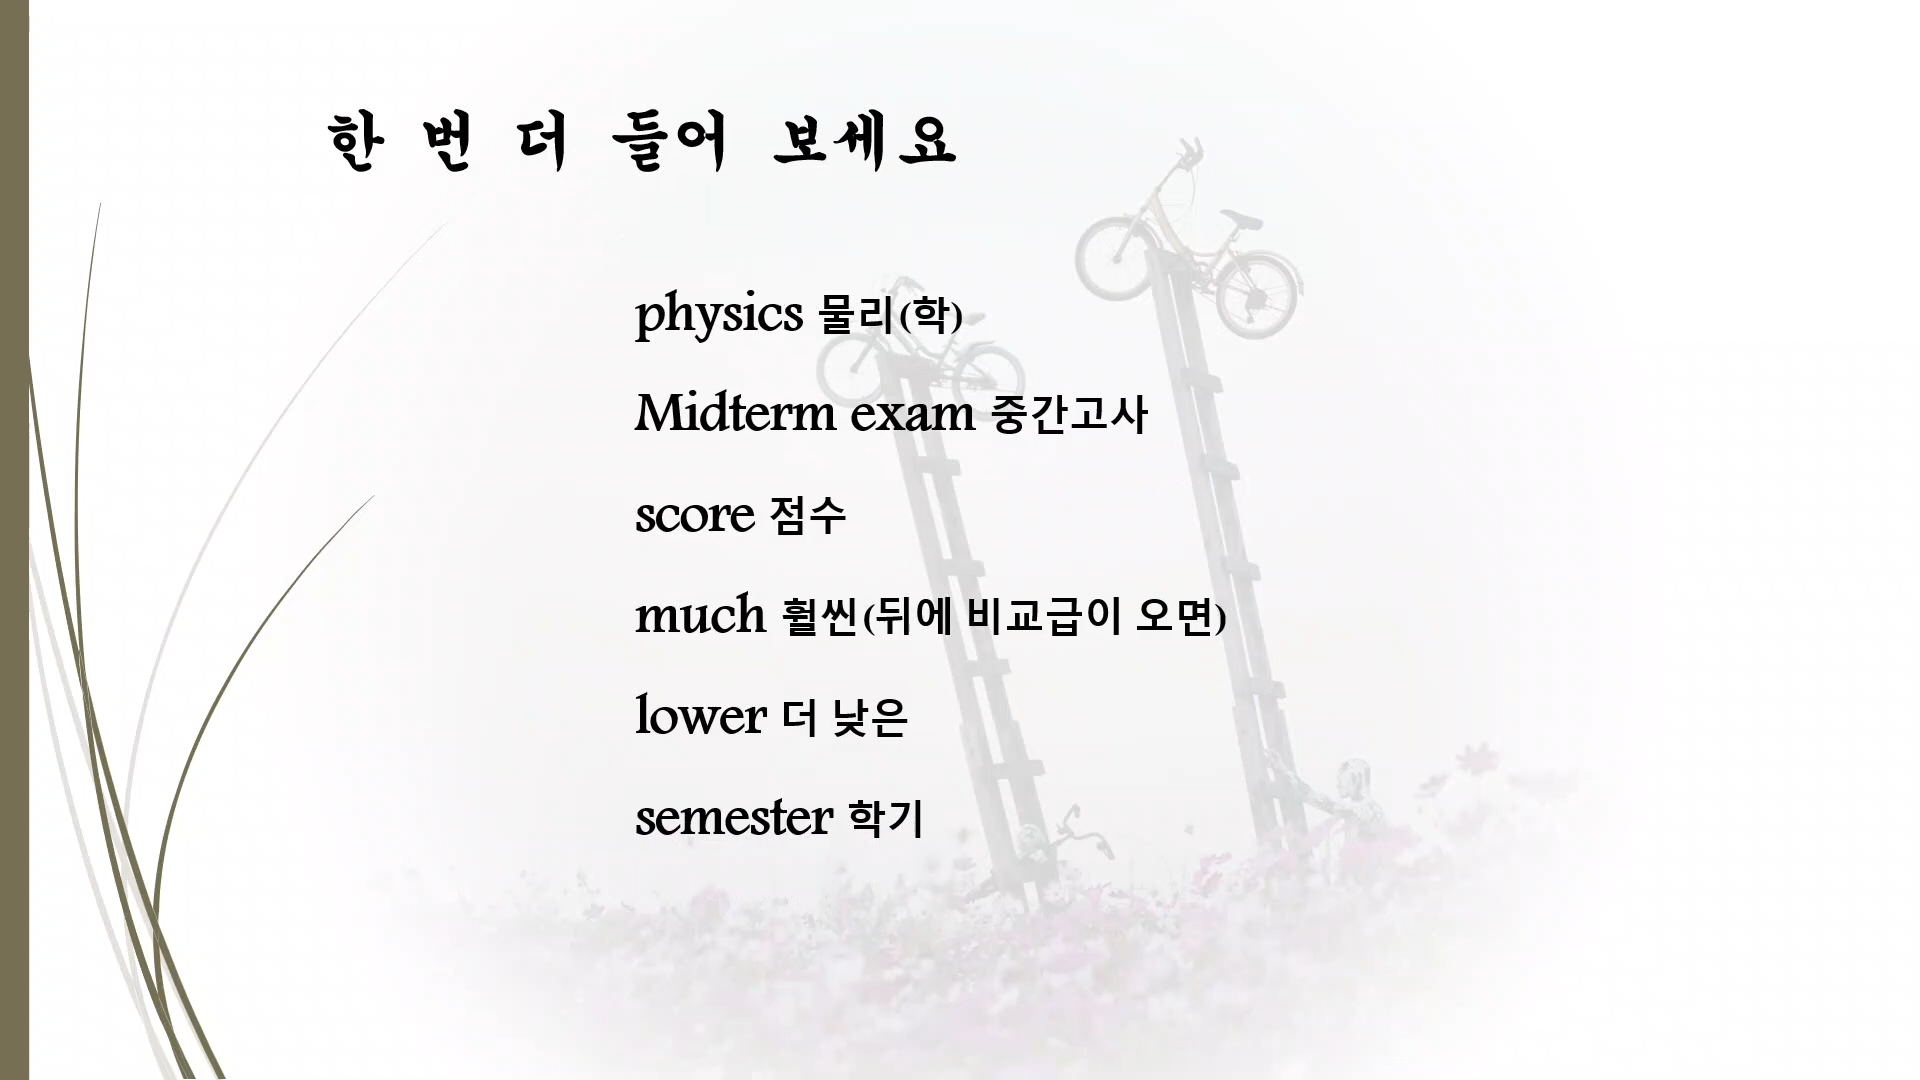 한 번 더 들어 보세요
physics 물리(학)
Midterm exam 중간고사
score 점수
much 훨씬(뒤에 비교급이 오면)
lower 더 낮은
semester 학기